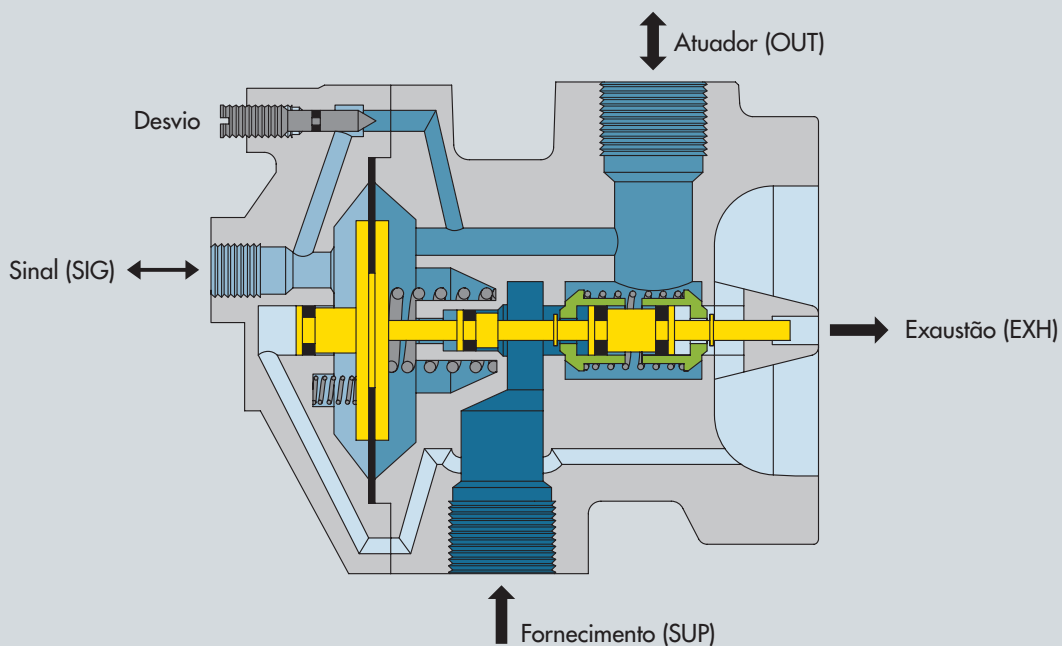 Atuador (OUT)
Desvio
Sinal (SIG)
Exaustão (EXH)
Fornecimento (SUP)